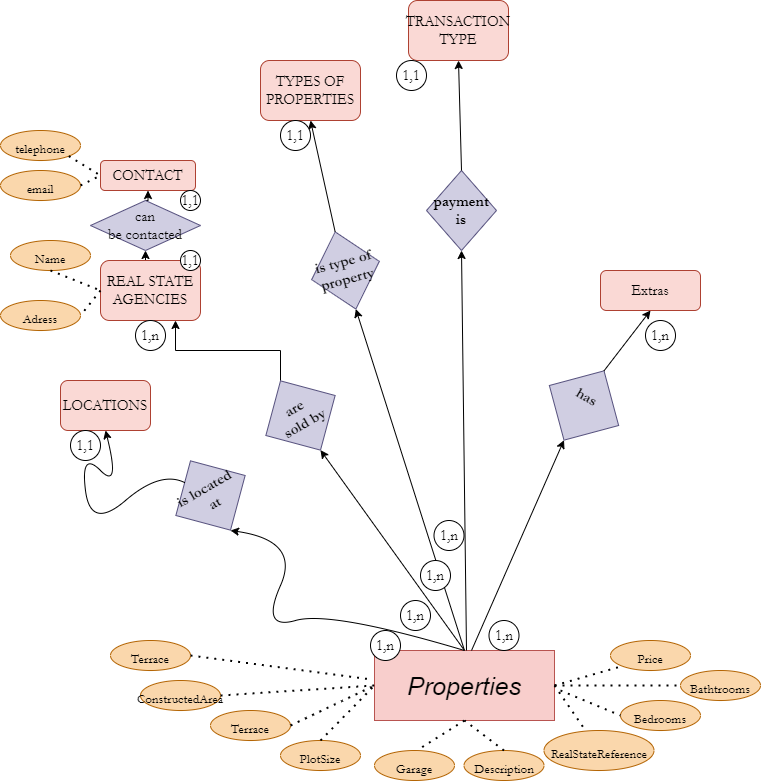 TRANSACTION
TYPE
1,1
TYPES OF
PROPERTIES
1,1
telephone
email
CONTACT
1,1
can
be contacted
payment
is
Name
Adress
1,1
REAL STATE
AGENCIES
1,n
is type of
property
Extras
1,n
LOCATIONS
1,1
are
sold by
has
is located
at
1,n
1,n
1,n
1,n
1,n
Terrace
ConstructedArea
Terrace
PlotSize
Properties
Price
Bathtrooms
Bedrooms
RealStateReference
Garage
Description